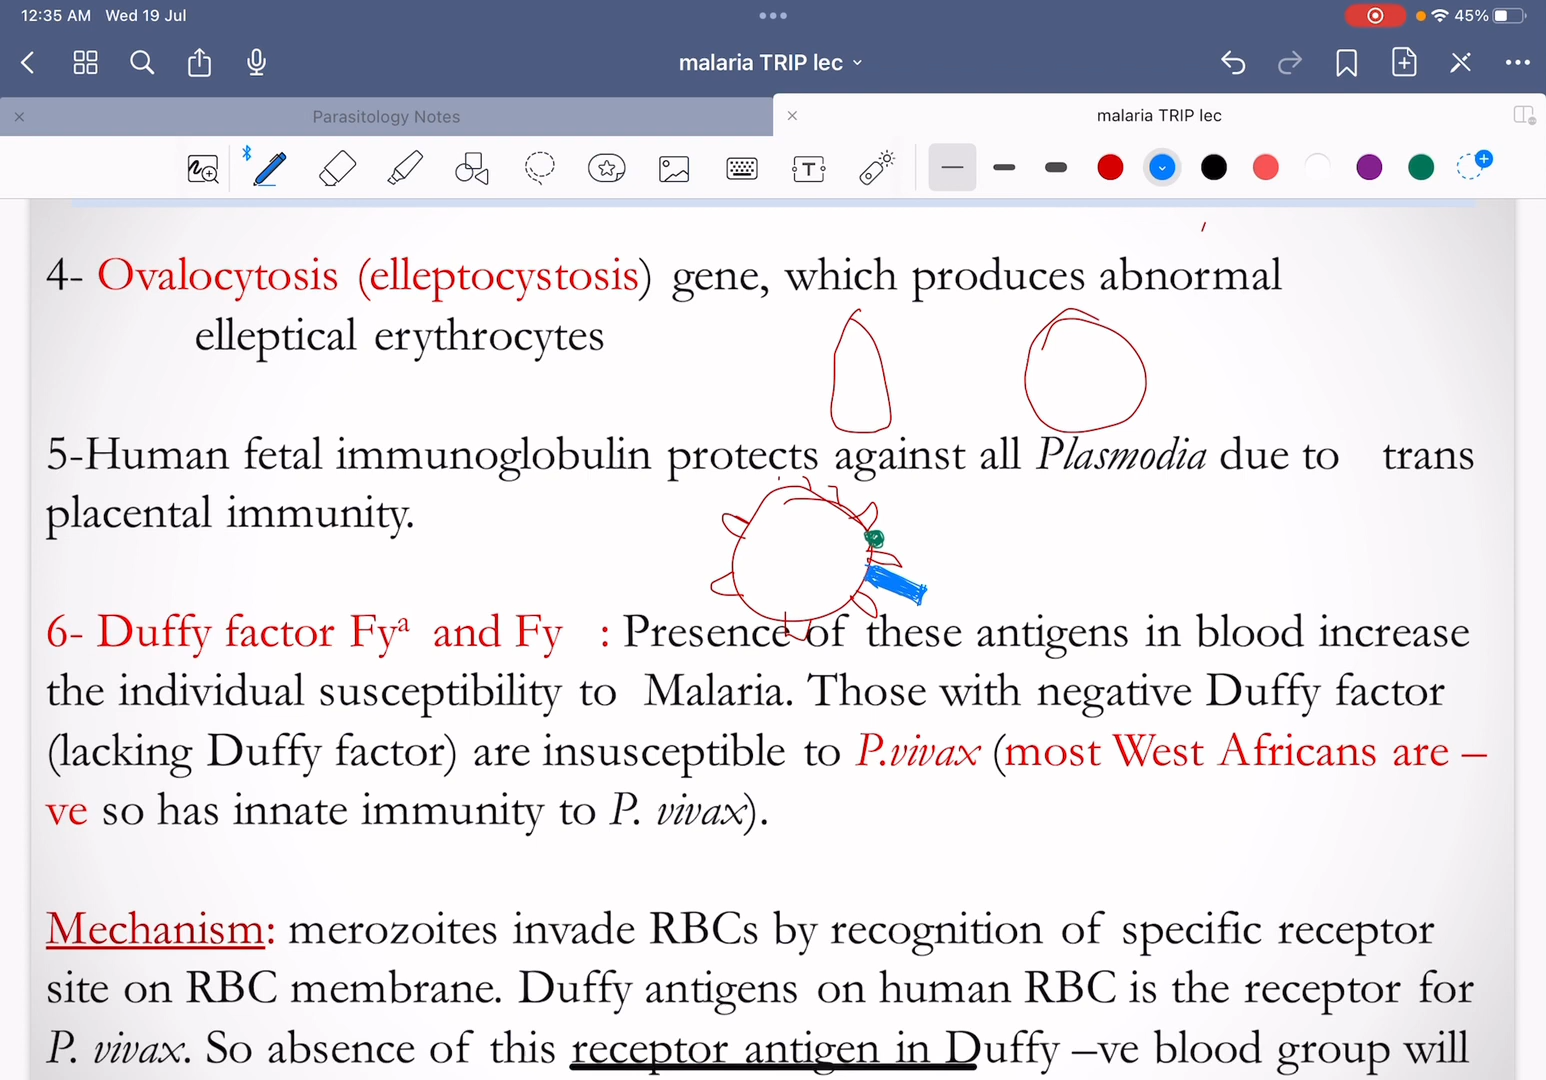 12:35 AM Wed 19 Jul
45%
malaria TRIP lec
Parasitology Notes
malaria TRIP lec
4- Ovalocytosis (elleptocystosis) gene, which produces abnormal
elleptical erythrocytes
5-Human fetal immunoglobulin protects against all Plasmodia due to trans
placental immunity.
6- Duffy factor Fyª and Fy : Presence of these antigens in blood increase
the individual susceptibility to Malaria. Those with negative Duffy factor
(lacking Duffy factor) are insusceptible to P.vivax (most West Africans are –
ve so has innate immunity to P. vivax).
Mechanism: merozoites invade RBCs by recognition of specific receptor
site on RBC membrane. Duffy antigens on human RBC is the receptor for
P. vivax. So absence of this receptor antigen in Duffy –ve blood group will